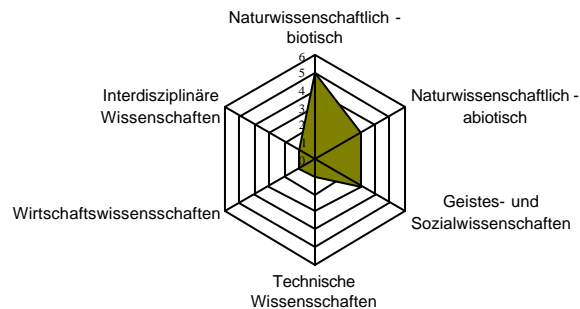 Naturwissenschaftlich -
biotisch
6
5
4
3
2
1
0
Interdisziplinäre
Wissenschaften
Naturwissenschaftlich -
abiotisch
Wirtschaftswissensschaften
Geistes- und
Sozialwissenschaften
Technische
Wissensschaften